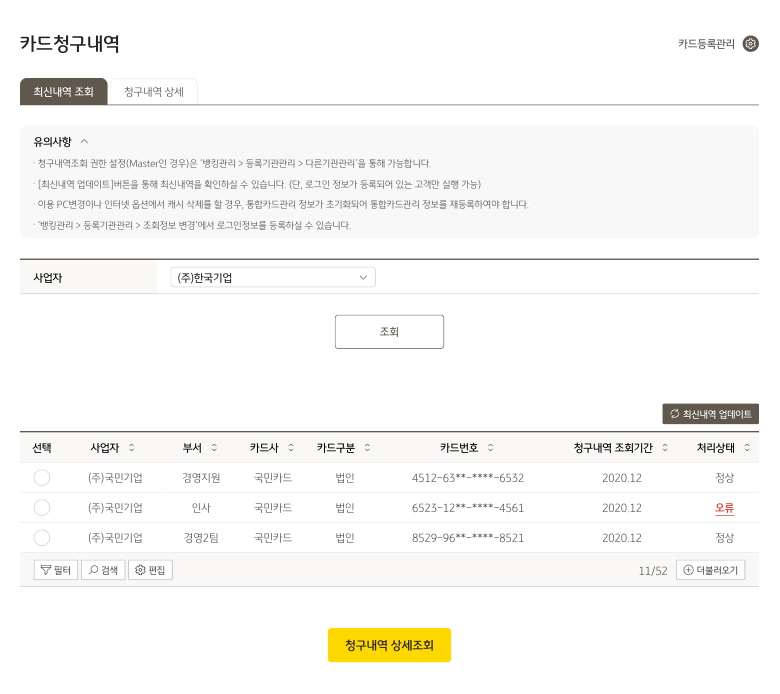 카드청구내역
카드등록관리
최신내역 조회 청구내역 상세
유의사항
· 청구내역조회 권한 설정(Master인 경우)은 '뱅킹관리 > 등록기관관리 > 다른기관관리'을 통해 가능합니다.
· [최신내역 업데이트]버튼을 통해 최신내역을 확인하실 수 있습니다. (단, 로그인 정보가 등록되어 있는 고객만 실행 가능)
· 이용 PC변경이나 인터넷 옵션에서 캐시 삭제를 할 경우, 통합카드관리 정보가 초기화되어 통합카드관리 정보를 재등록하여야 합니다.
· '뱅킹관리 > 등록기관관리 > 조회정보 변경'에서 로그인정보를 등록하실 수 있습니다.
사업자 (주)한국기업
조회
최신내역 업데이트
선택 사업자 부서 카드사 카드구분 카드번호 청구내역 조회기간 처리상태
(주)국민기업 경영지원 국민카드 법인 4512-63**-****-6532 2020.12 정상
(주)국민기업 인사 국민카드 법인 6523-12**-****-4561 2020.12 오류
(주)국민기업 경영2팀 국민카드 법인 8529-96**-****-8521 2020.12 정상
필터 검색 편집 11/52 더불러오기
청구내역 상세조회